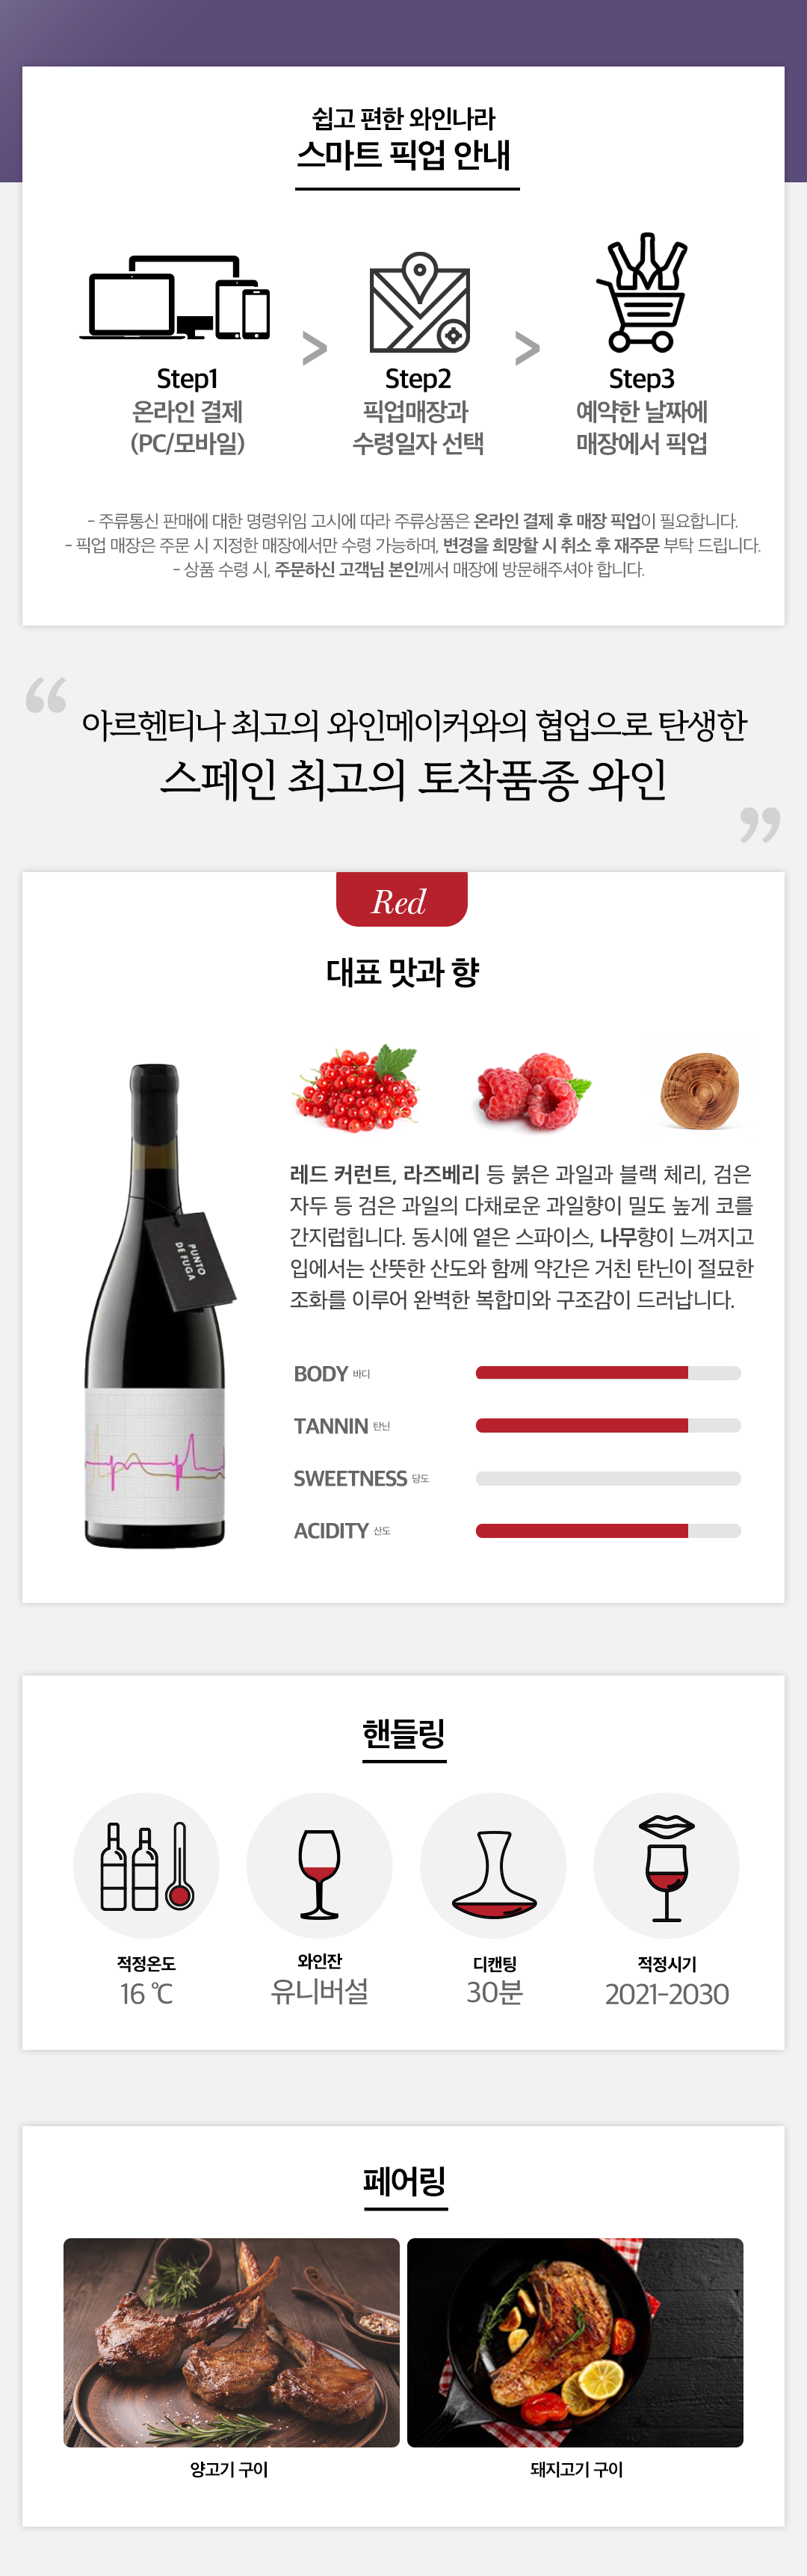 쉽고 편한 와인나라
스마트 픽업 안내
Step1
온라인 결제
(PC/모바일)
>
Step2
픽업매장과
수령일자 선택
>
Step3
예약한 날짜에
매장에서 픽업
- 주류통신 판매에 대한 명령위임 고시에 따라 주류상품은 온라인 결제 후 매장 픽업이 필요합니다.
- 픽업 매장은 주문 시 지정한 매장에서만 수령 가능하며, 변경을 희망할 시 취소 후 재주문 부탁 드립니다.
- 상품 수령 시, 주문하신 고객님 본인께서 매장에 방문해주셔야 합니다.
“
아르헨티나 최고의 와인메이커와의 협업으로 탄생한
스페인 최고의 토착품종 와인
”
Red
대표 맛과 향
PUNTO
DE FUGA
레드 커런트, 라즈베리 등 붉은 과일과 블랙 체리, 검은
자두 등 검은 과일의 다채로운 과일향이 밀도 높게 코를
간지럽힙니다. 동시에 옅은 스파이스, 나무향이 느껴지고
입에서는 산뜻한 산도와 함께 약간은 거친 탄닌이 절묘한
조화를 이루어 완벽한 복합미와 구조감이 드러납니다.
BODY 바디
TANNIN 탄닌
SWEETNESS 당도
ACIDITY 산도
핸들링
적정온도
16 ℃
와인잔
유니버설
디캔팅
30분
적정시기
2021-2030
페어링
양고기 구이
돼지고기 구이